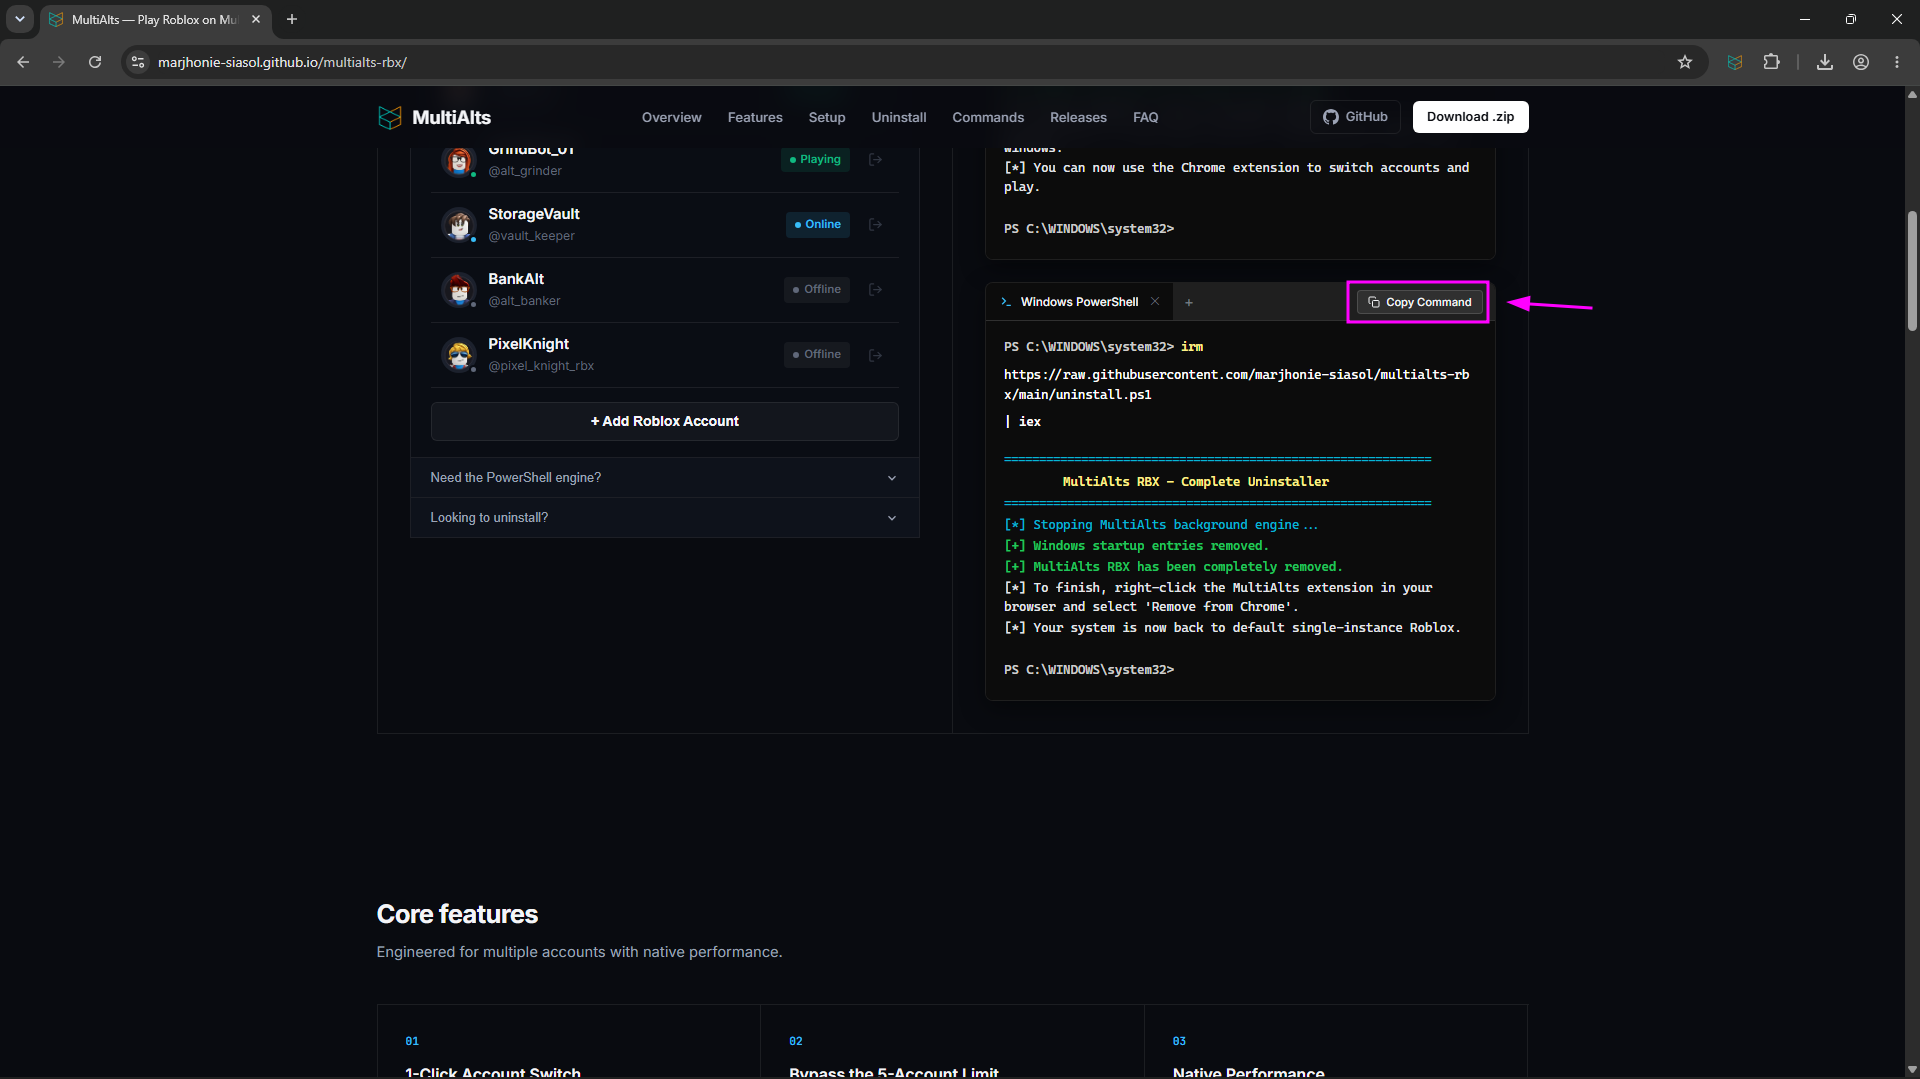 MultiAlts — Play Roblox on Mu
marjhonie-siasol.github.io/multialts-rbx/
MultiAlts
Overview
Features
Setup
Uninstall
Commands
Releases
FAQ
GitHub
Download .zip
GrindBot_01
@alt_grinder
Playing
StorageVault
@vault_keeper
Online
BankAlt
@alt_banker
Offline
PixelKnight
@pixel_knight_rbx
Offline
+ Add Roblox Account
Need the PowerShell engine?
Looking to uninstall?
windows.
[*] You can now use the Chrome extension to switch accounts and
play.
PS C:\WINDOWS\system32>
Windows PowerShell
Copy Command
PS C:\WINDOWS\system32> irm
https://raw.githubusercontent.com/marjhonie-siasol/multialts-rb
x/main/uninstall.ps1
| iex
==========================================================
MultiAlts RBX - Complete Uninstaller
==========================================================
[*] Stopping MultiAlts background engine...
[+] Windows startup entries removed.
[+] MultiAlts RBX has been completely removed.
[*] To finish, right-click the MultiAlts extension in your
browser and select 'Remove from Chrome'.
[*] Your system is now back to default single-instance Roblox.
PS C:\WINDOWS\system32>
Core features
Engineered for multiple accounts with native performance.
01
1-Click Account Switch
02
Bypass the 5-Account Limit
03
Native Performance